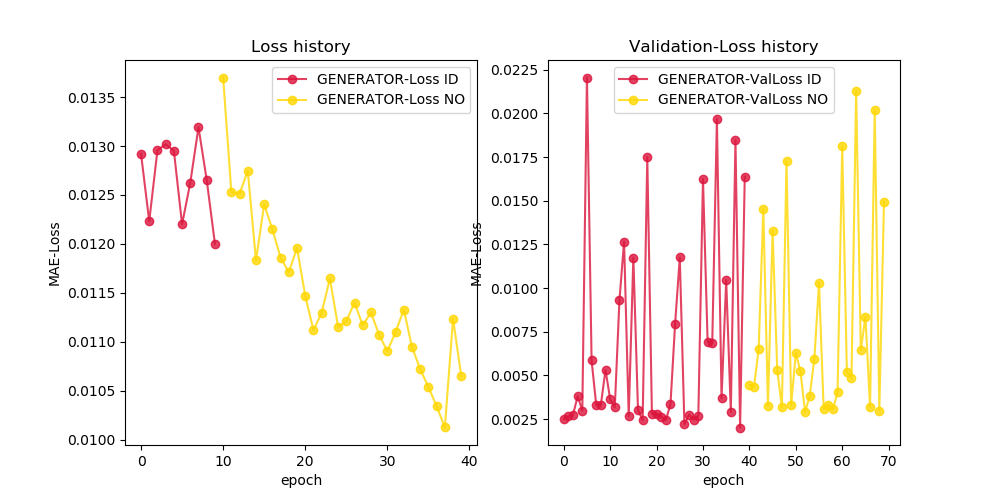 Loss history
GENERATOR-Loss ID
GENERATOR-Loss NO
MAE-Loss
0.0135
0.0130
0.0125
0.0120
0.0115
0.0110
0.0105
0.0100
0 10 20 30 40
epoch
Validation-Loss history
GENERATOR-ValLoss ID
GENERATOR-ValLoss NO
MAE-Loss
0.0225
0.0200
0.0175
0.0150
0.0125
0.0100
0.0075
0.0050
0.0025
0 10 20 30 40 50 60 70
epoch